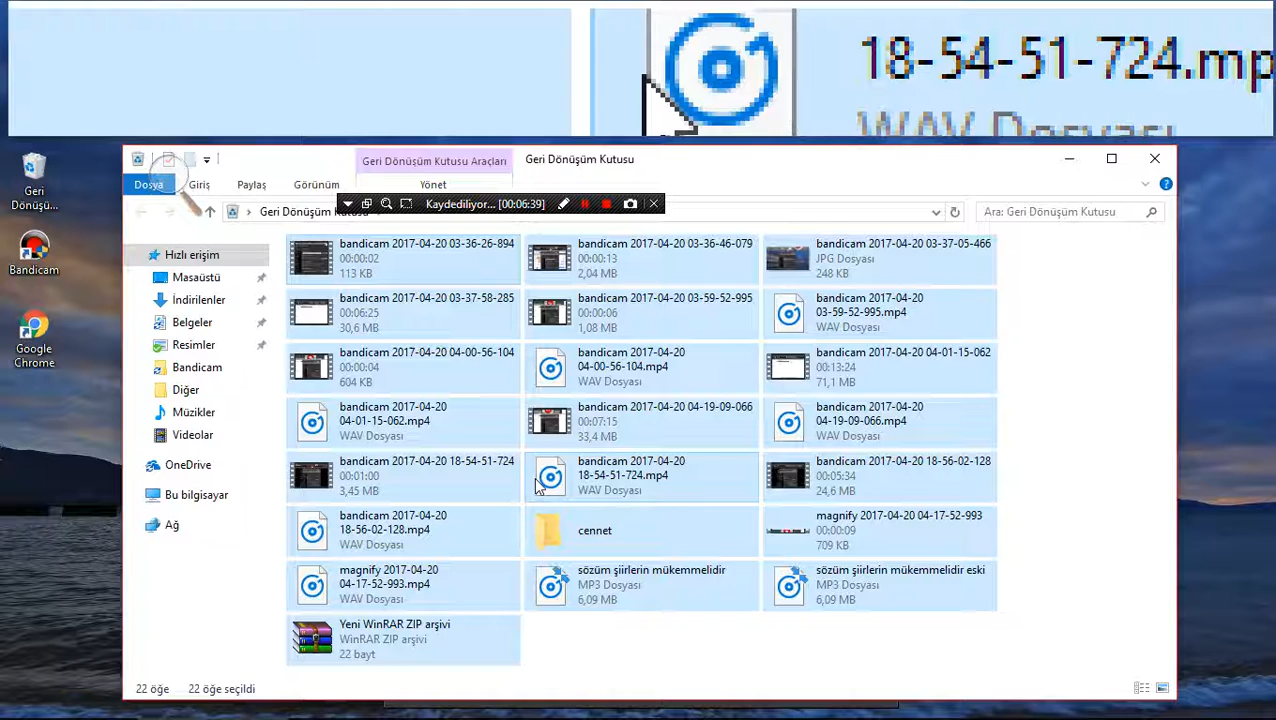 18-54-51-724.mp
WAV Dosyası
Geri
Dönüşü...
Bandicam
Google
Chrome
Geri Dönüşüm Kutusu Araçları
Geri Dönüşüm Kutusu
Dosya
Giriş
Paylaş
Görünüm
Yönet
Kaydediliyor... [00:06:39]
Geri Dönüşüm Kutusu
Ara: Geri Dönüşüm Kutusu
Hızlı erişim
Masaüstü
İndirilenler
Belgeler
Resimler
Bandicam
Diğer
Müzikler
Videolar
OneDrive
Bu bilgisayar
Ağ
bandicam 2017-04-20 03-36-26-894
00:00:02
113 KB
bandicam 2017-04-20 03-36-46-079
00:00:13
2,04 MB
bandicam 2017-04-20 03-37-05-466
JPG Dosyası
248 KB
bandicam 2017-04-20 03-37-58-285
00:06:25
30,6 MB
bandicam 2017-04-20 03-59-52-995
00:00:06
1,08 MB
bandicam 2017-04-20
03-59-52-995.mp4
WAV Dosyası
bandicam 2017-04-20 04-00-56-104
00:00:04
604 KB
bandicam 2017-04-20
04-00-56-104.mp4
WAV Dosyası
bandicam 2017-04-20 04-01-15-062
00:13:24
71,1 MB
bandicam 2017-04-20
04-01-15-062.mp4
WAV Dosyası
bandicam 2017-04-20 04-19-09-066
00:07:15
33,4 MB
bandicam 2017-04-20
04-19-09-066.mp4
WAV Dosyası
bandicam 2017-04-20 18-54-51-724
00:01:00
3,45 MB
bandicam 2017-04-20
18-54-51-724.mp4
WAV Dosyası
bandicam 2017-04-20 18-56-02-128
00:05:34
24,6 MB
bandicam 2017-04-20
18-56-02-128.mp4
WAV Dosyası
cennet
magnify 2017-04-20 04-17-52-993
00:00:09
709 KB
magnify 2017-04-20
04-17-52-993.mp4
WAV Dosyası
sözüm şiirlerin mükemmelidir
MP3 Dosyası
6,09 MB
sözüm şiirlerin mükemmelidir eski
MP3 Dosyası
6,09 MB
Yeni WinRAR ZIP arşivi
WinRAR ZIP arşivi
22 bayt
22 öğe
22 öğe seçildi